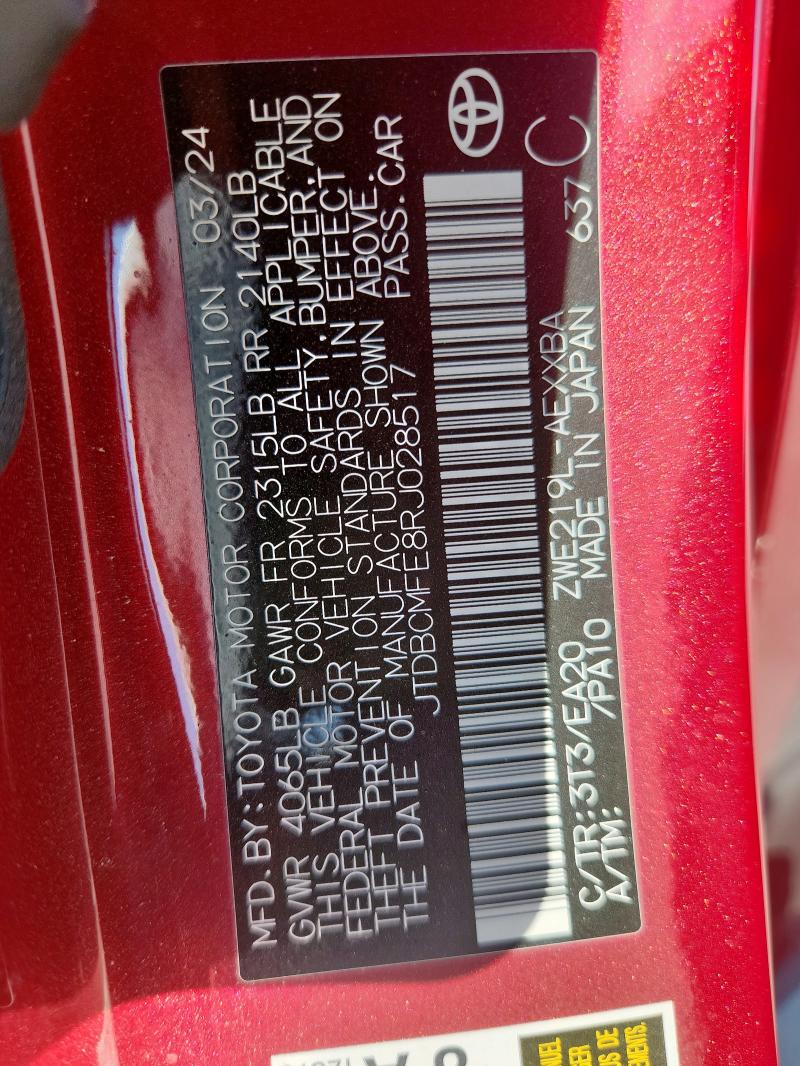 MFD. BY: TOYOTA MOTOR CORPORATION 03/24
GVWR 4065LB GAWR FR 2315LB RR 2140LB
THIS VEHICLE CONFORMS TO ALL APPLICABLE
FEDERAL MOTOR VEHICLE SAFETY, BUMPER, AND
THEFT PREVENTION STANDARDS IN EFFECT ON
THE DATE OF MANUFACTURE SHOWN ABOVE.
JTDBCMFE8RJ028517 PASS. CAR
C/TR: 3T3/EA20 ZWE219L-AEXXBA
A/TM: /PA10 MADE IN JAPAN 637 C